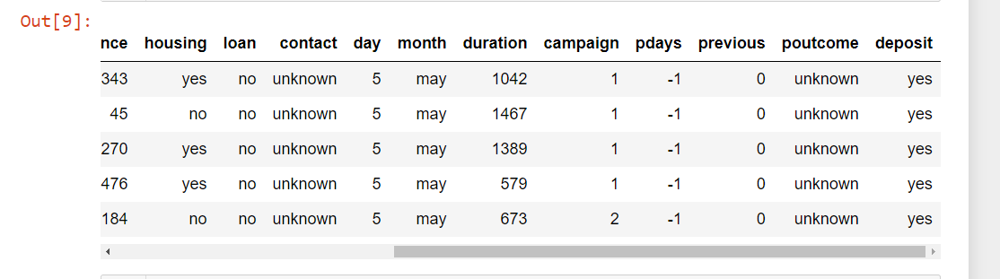 Out[9]:
nce housing loan contact day month duration campaign pdays previous poutcome deposit
343 yes no unknown 5 may 1042 1 -1 0 unknown yes
45 no no unknown 5 may 1467 1 -1 0 unknown yes
270 yes no unknown 5 may 1389 1 -1 0 unknown yes
476 yes no unknown 5 may 579 1 -1 0 unknown yes
184 no no unknown 5 may 673 2 -1 0 unknown yes